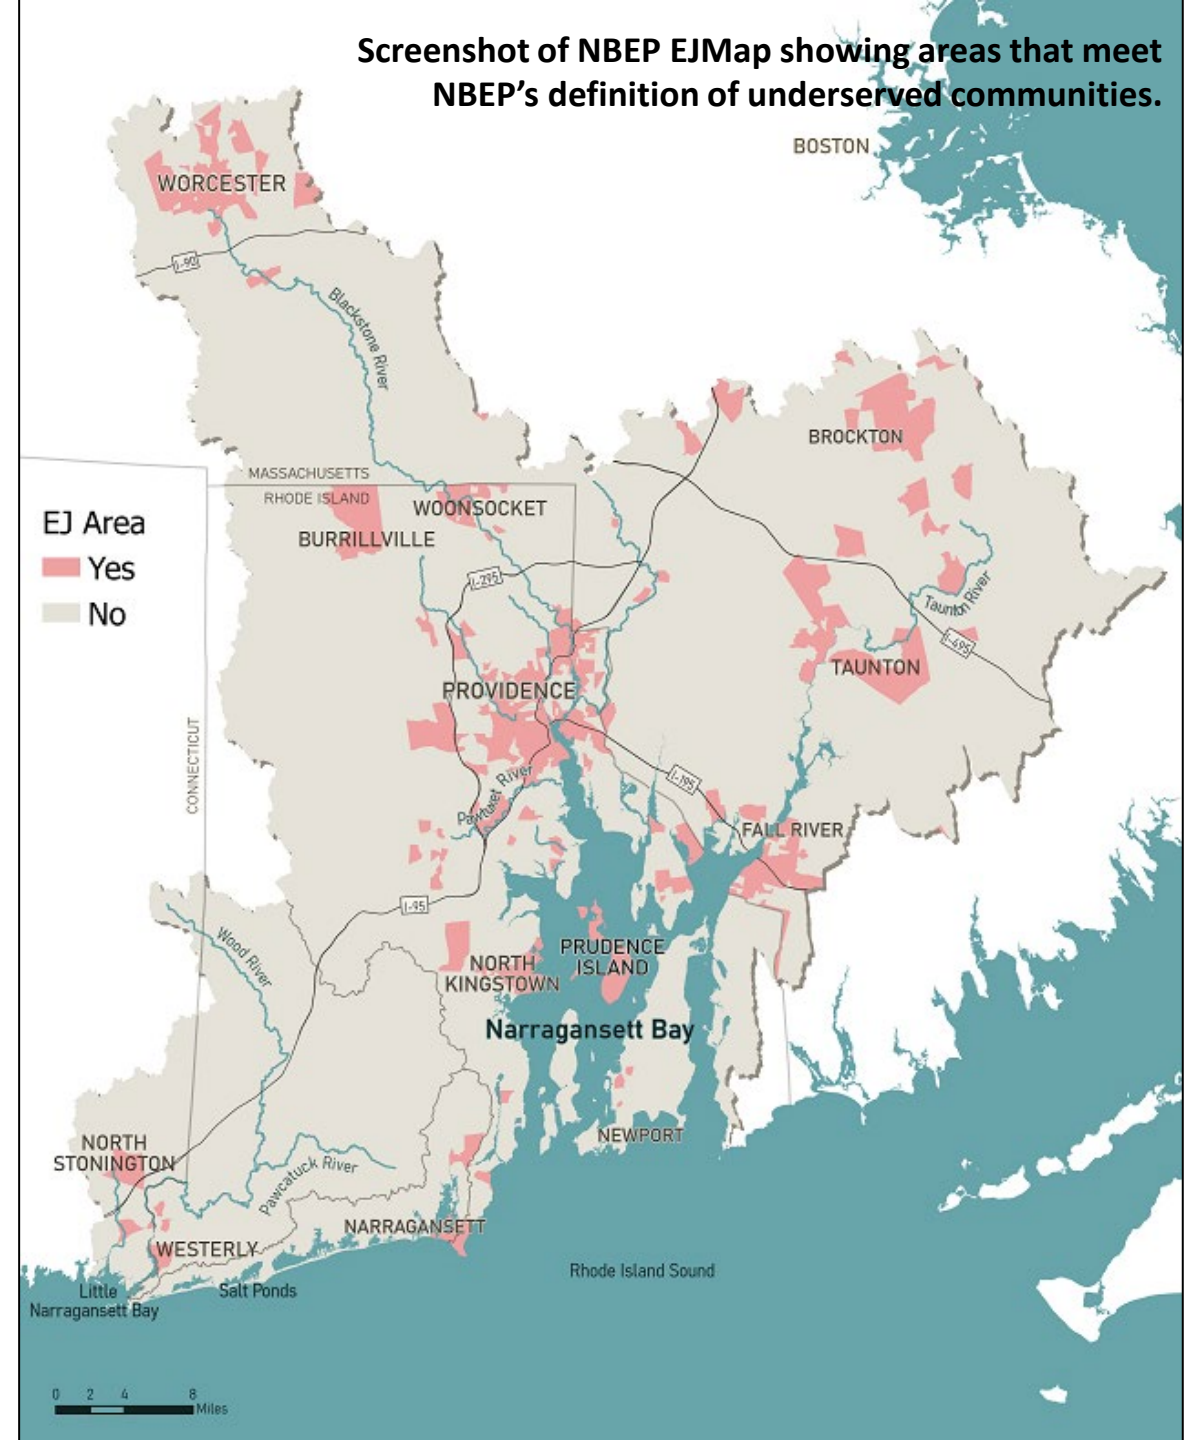 Screenshot of NBEP EJMap showing areas that meet
NBEP’s definition of underserved communities.
BOSTON
WORCESTER
I-90
Blackstone River
BROCKTON
MASSACHUSETTS
RHODE ISLAND
WOONSOCKET
BURRILLVILLE
EJ Area
Yes
No
I-295
Taunton River
I-495
TAUNTON
PROVIDENCE
CONNECTICUT
I-195
Pawtuxet River
FALL RIVER
I-95
Wood River
PRUDENCE
ISLAND
NORTH
KINGSTOWN
Narragansett Bay
NEWPORT
NORTH
STONINGTON
Pawcatuck River
NARRAGANSETT
WESTERLY
Rhode Island Sound
Little
Narragansett Bay
Salt Ponds
0 2 4 8
Miles